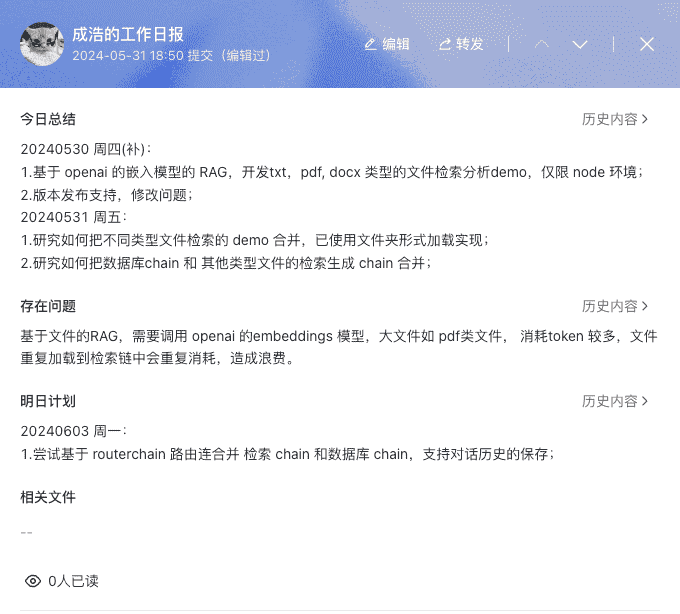 成浩的工作日报
2024-05-31 18:50 提交（编辑过）
编辑
转发
今日总结
历史内容
20240530 周四(补)：
1.基于 openai 的嵌入模型的 RAG，开发txt，pdf, docx 类型的文件检索分析demo，仅限 node 环境；
2.版本发布支持，修改问题；
20240531 周五：
1.研究如何把不同类型文件检索的 demo 合并，已使用文件夹形式加载实现；
2.研究如何把数据库chain 和 其他类型文件的检索生成 chain 合并；
存在问题
历史内容
基于文件的RAG，需要调用 openai 的embeddings 模型，大文件如 pdf类文件， 消耗token 较多，文件
重复加载到检索链中会重复消耗，造成浪费。
明日计划
历史内容
20240603 周一：
1.尝试基于 routerchain 路由连合并 检索 chain 和数据库 chain，支持对话历史的保存；
相关文件
--
0人已读